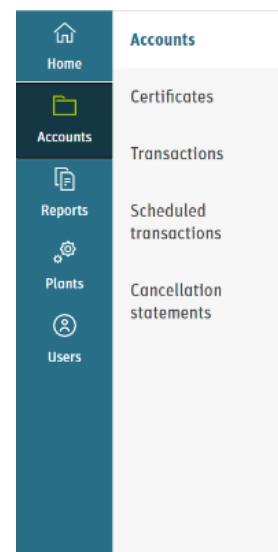 Home
Accounts
Reports
Plants
Users
Accounts
Certificates
Transactions
Scheduled
transactions
Cancellation
statements